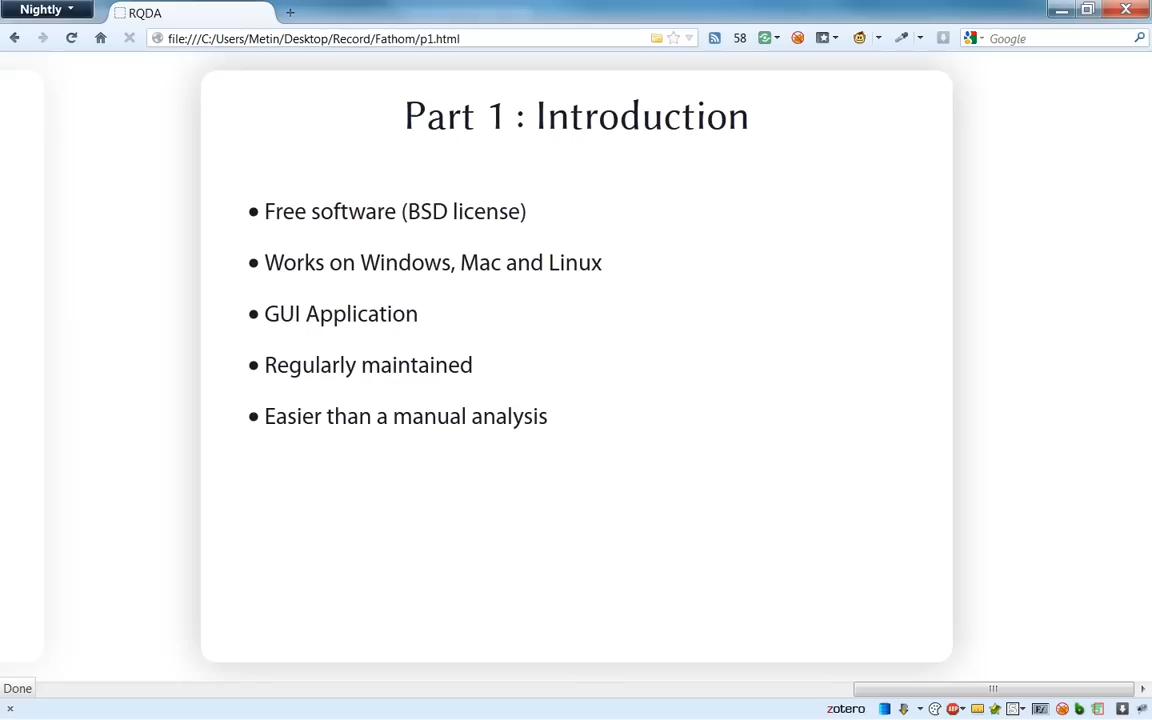 Nightly
RQDA
file:///C:/Users/Metin/Desktop/Record/Fathom/p1.html
58
Google
Part 1 : Introduction
• Free software (BSD license)
• Works on Windows, Mac and Linux
• GUI Application
• Regularly maintained
• Easier than a manual analysis
Done
zotero